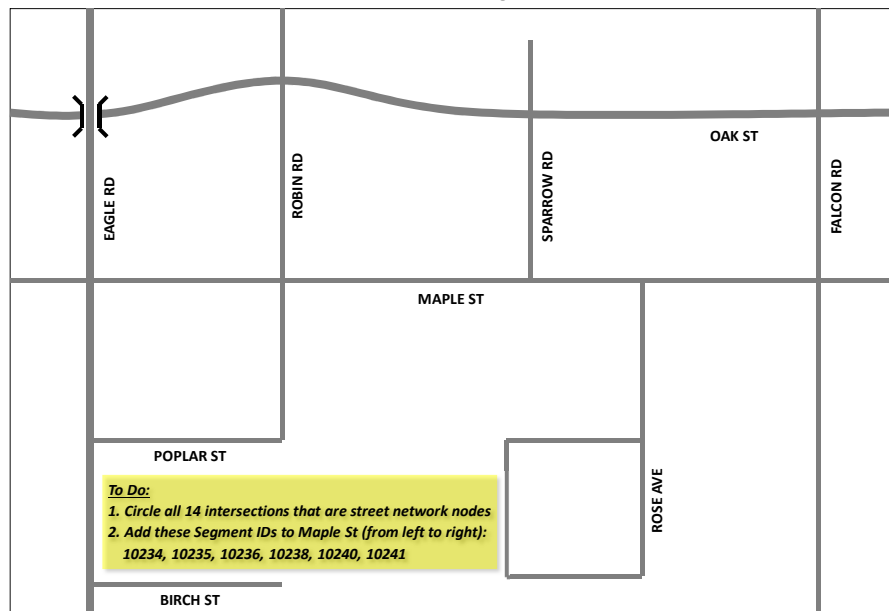 OAK ST
EAGLE RD
ROBIN RD
SPARROW RD
FALCON RD
MAPLE ST
POPLAR ST
To Do:
1. Circle all 14 intersections that are street network nodes
2. Add these Segment IDs to Maple St (from left to right):
10234, 10235, 10236, 10238, 10240, 10241
ROSE AVE
BIRCH ST